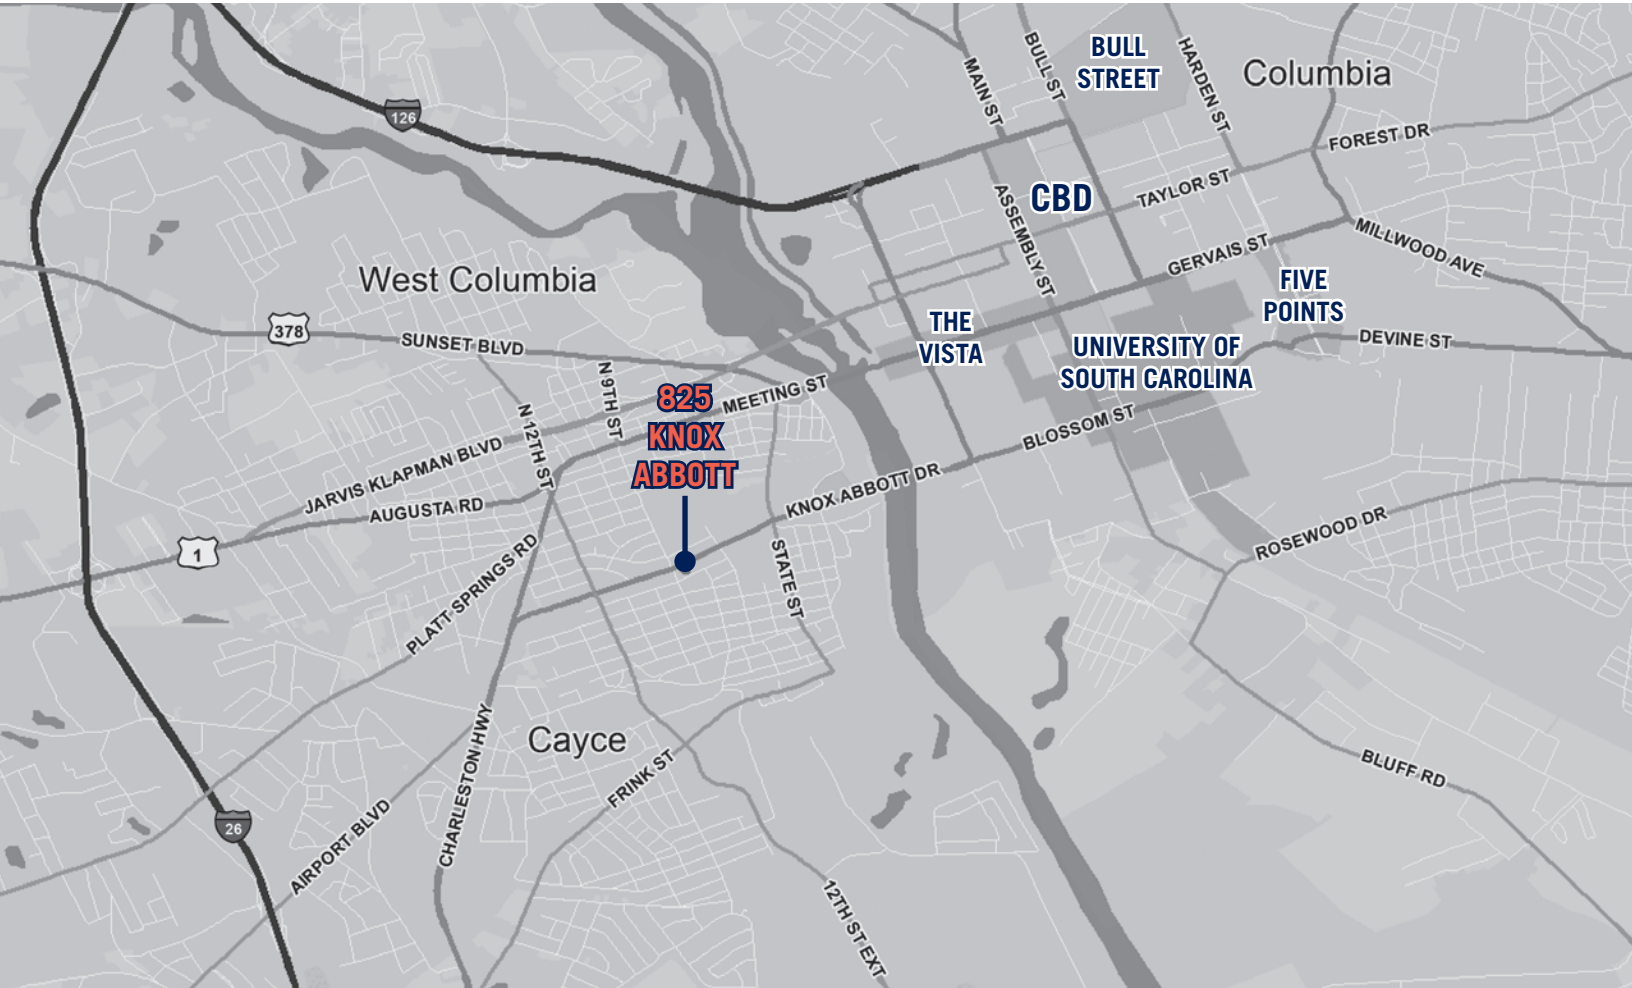 BULL
STREET
BULL ST
MAIN ST
HARDEN ST
Columbia
126
FOREST DR
TAYLOR ST
CBD
ASSEMBLY ST
GERVAIS ST
MILLWOOD AVE
West Columbia
FIVE
POINTS
378
SUNSET BLVD
THE
VISTA
UNIVERSITY OF
SOUTH CAROLINA
DEVINE ST
N 9TH ST
825
KNOX
ABBOTT
MEETING ST
N 12TH ST
BLOSSOM ST
JARVIS KLAPMAN BLVD
AUGUSTA RD
KNOX ABBOTT DR
1
PLATT SPRINGS RD
STATE ST
ROSEWOOD DR
Cayce
CHARLESTON HWY
FRINK ST
BLUFF RD
26
AIRPORT BLVD
12TH ST EXT